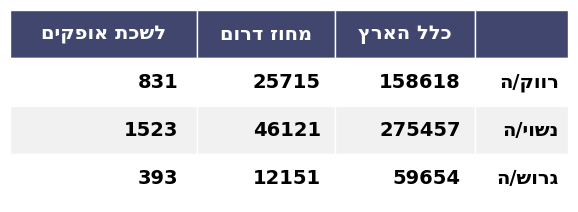 כלל הארץ מחוז דרום לשכת אופקים
רווק/ה 158618 25715 831
נשוי/ה 275457 46121 1523
גרוש/ה 59654 12151 393